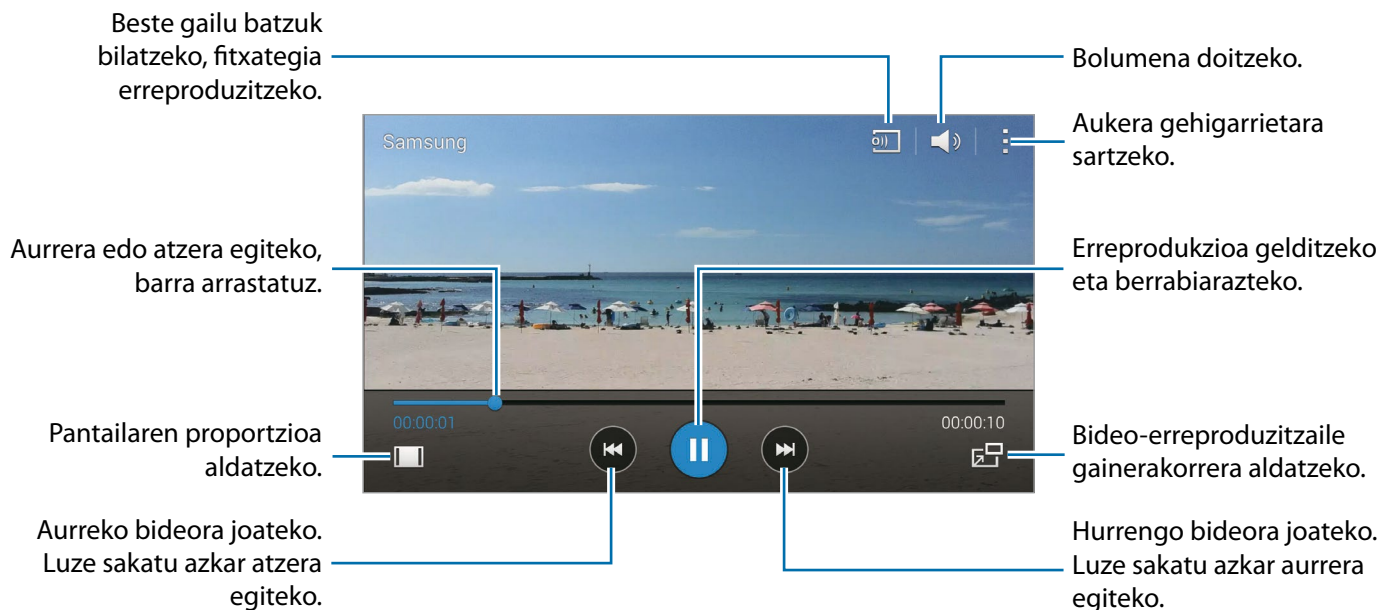 Beste gailu batzuk
bilatzeko, fitxategia
erreproduzitzeko.
Bolumena doitzeko.
Samsung
Aukera gehigarrietara
sartzeko.
Aurrera edo atzera egiteko,
barra arrastatuz.
Erreprodukzioa gelditzeko
eta berrabiarazteko.
00:00:01
00:00:10
Pantailaren proportzioa
aldatzeko.
Bideo-erreproduzitzaile
gainerakorrera aldatzeko.
Aurreko bideora joateko.
Luze sakatu azkar atzera
egiteko.
Hurrengo bideora joateko.
Luze sakatu azkar aurrera
egiteko.